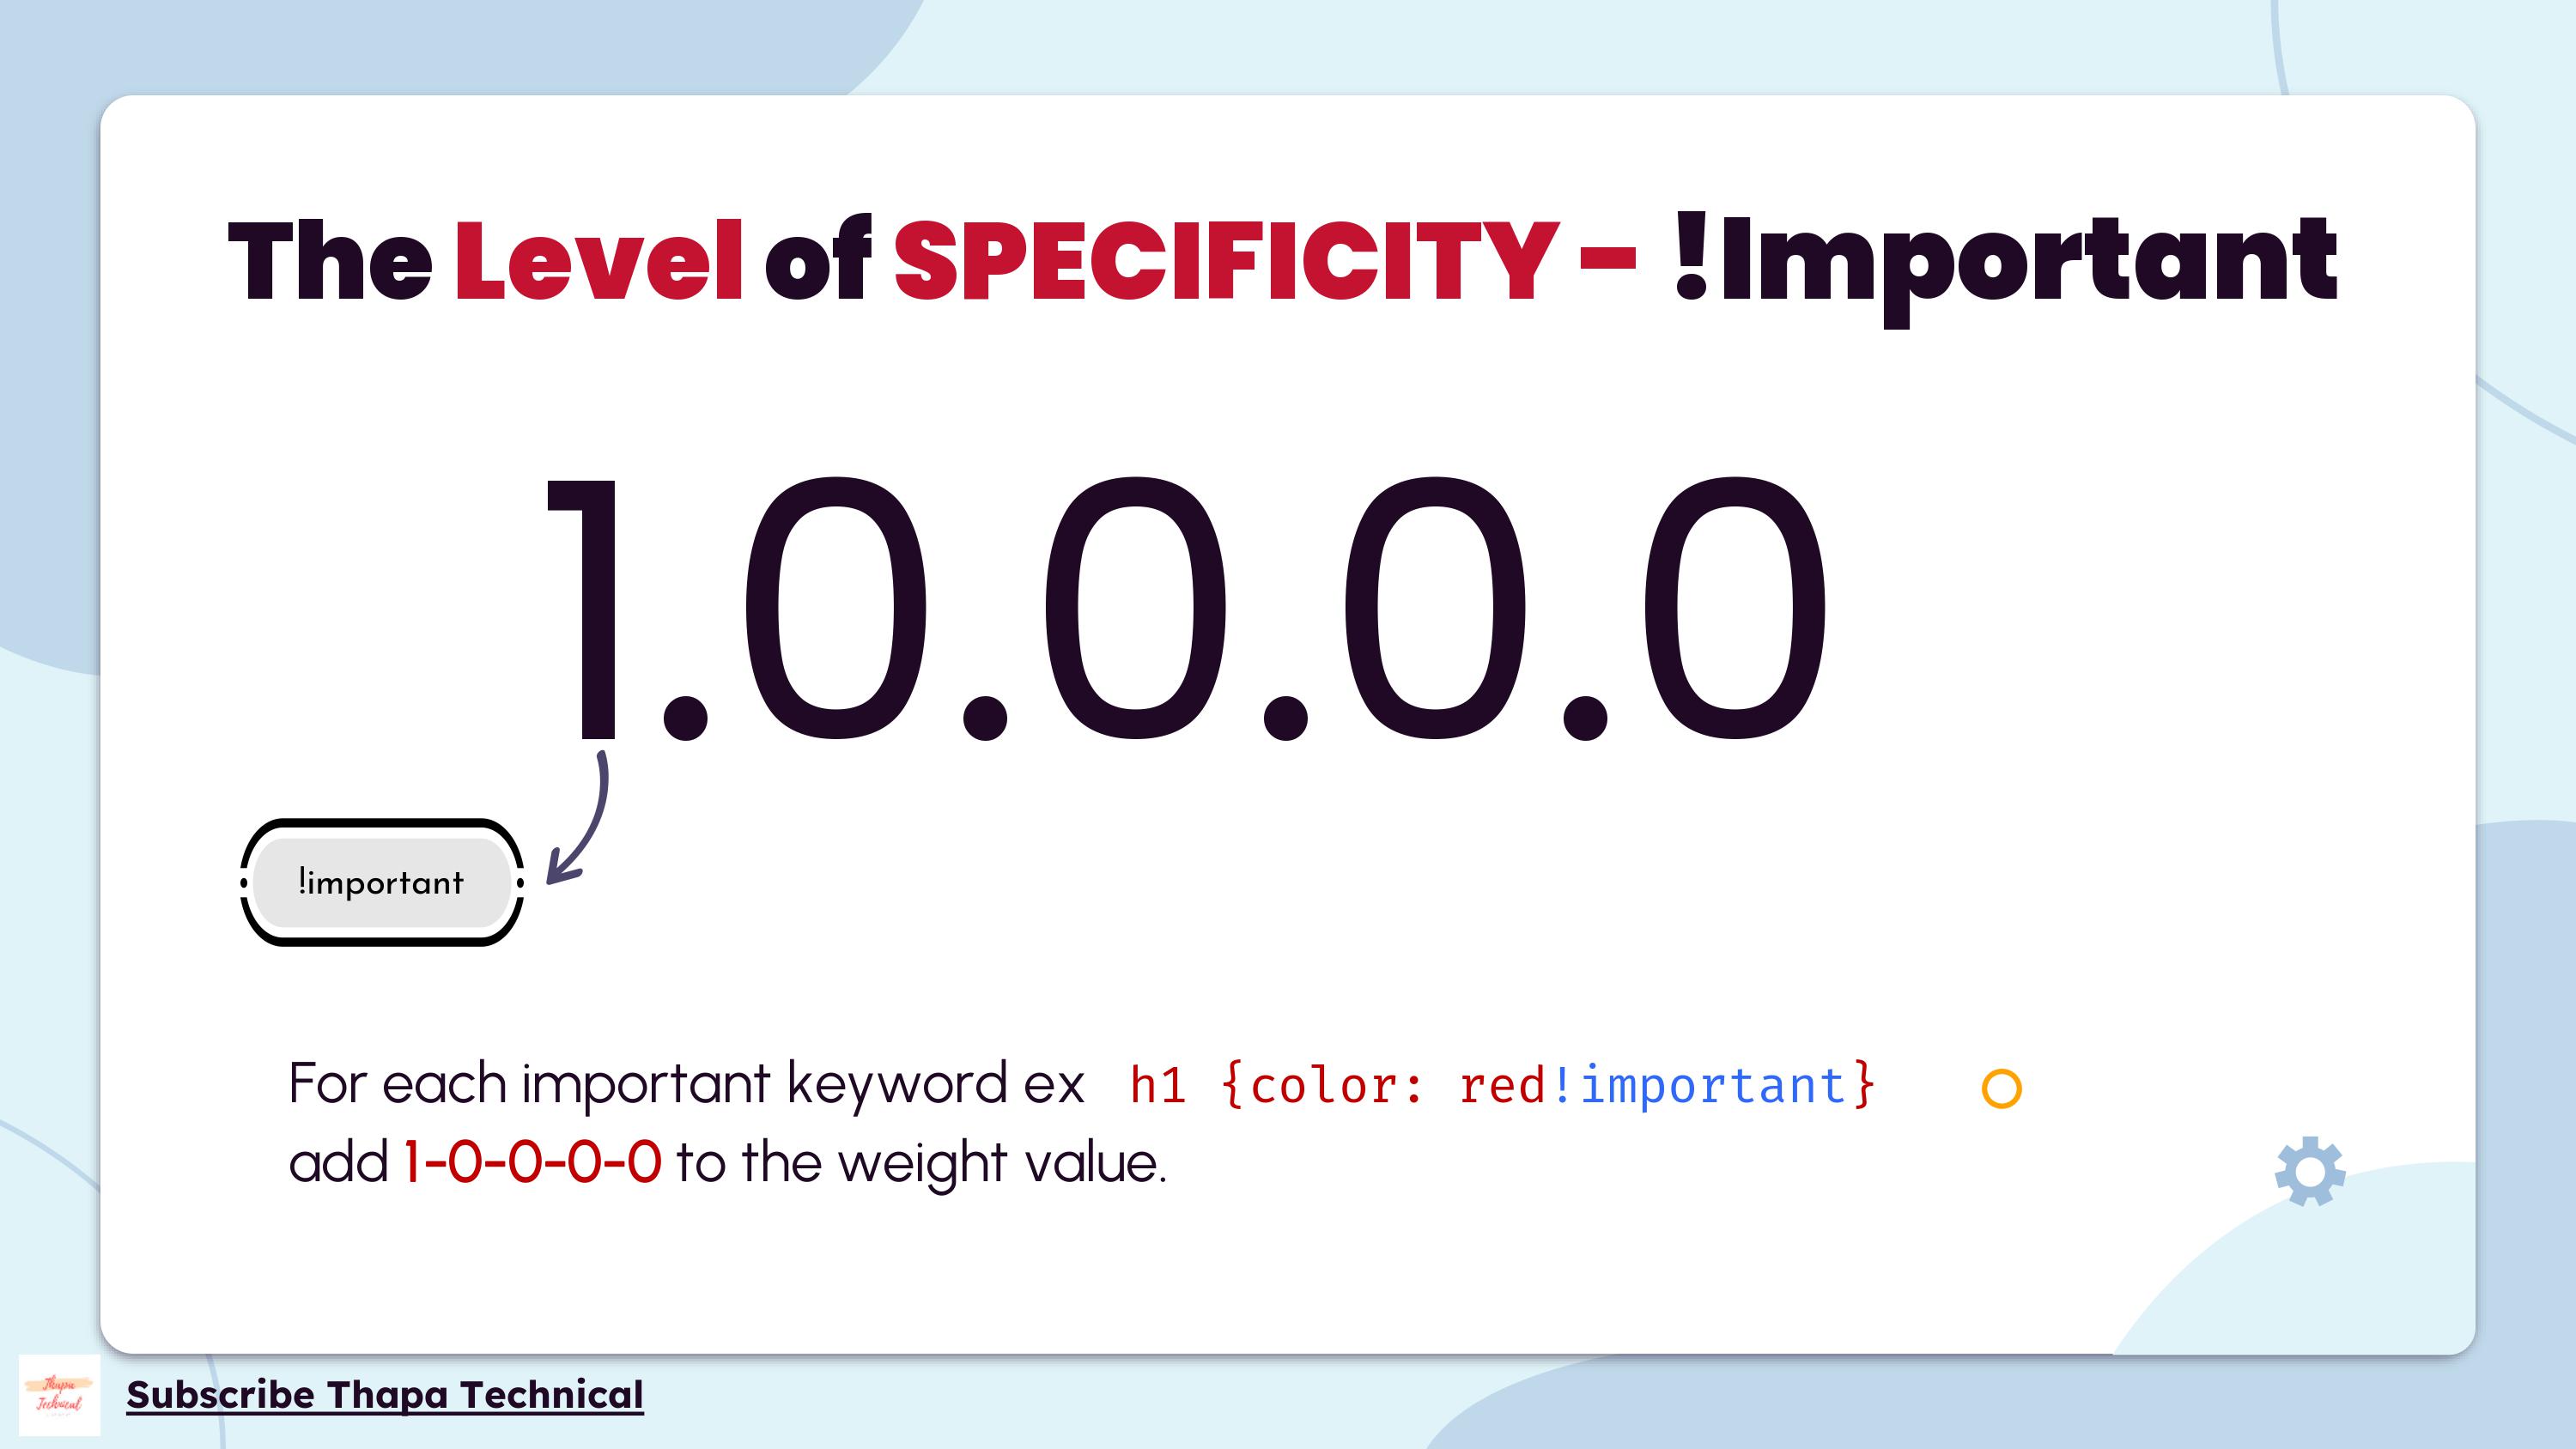 The Level of SPECIFICITY - !Important
1.0.0.0.0
!important
For each important keyword ex h1 {color: red!important}
add 1-0-0-0-0 to the weight value.
Thapa
Technical
Subscribe Thapa Technical